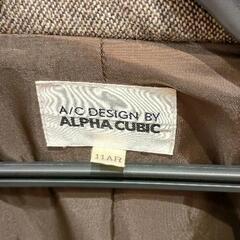 A/C DESIGN BY
ALPHA CUBIC
11AR